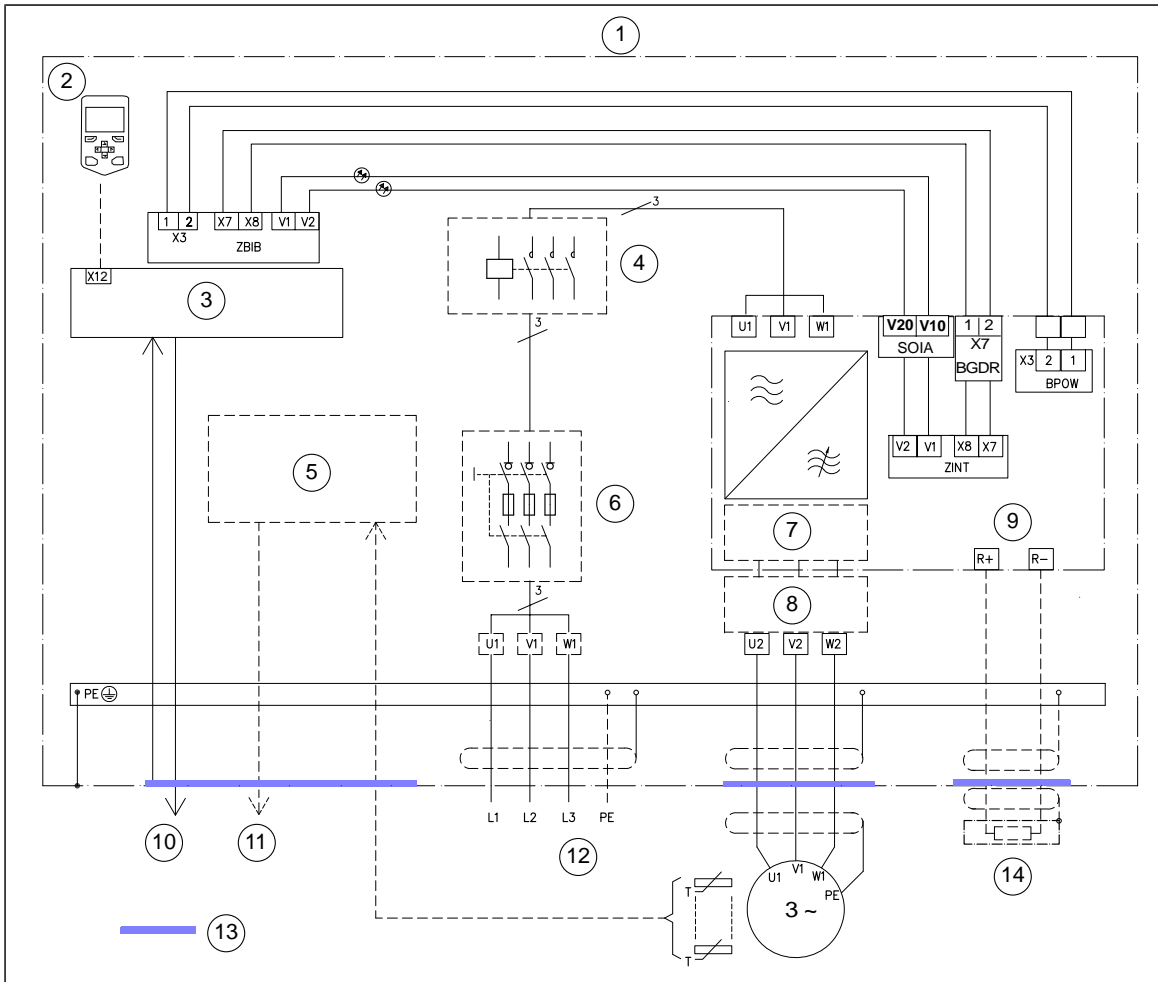 1
2
1 2 X7 X8 V1 V2
X3
ZBIB
X12
3
3
4
3
U1 V1 W1
V20 V10
SOIA
1 2
X7
BGDR
X3 2 1
BPOW
V2 V1 X8 X7
ZINT
5
6
7
8
9
R+ R-
3
U1 V1 W1
U2 V2 W2
PE
L1 L2 L3 PE
10
11
12
13
14
U1 V1 W1
PE
3 ~
T
T